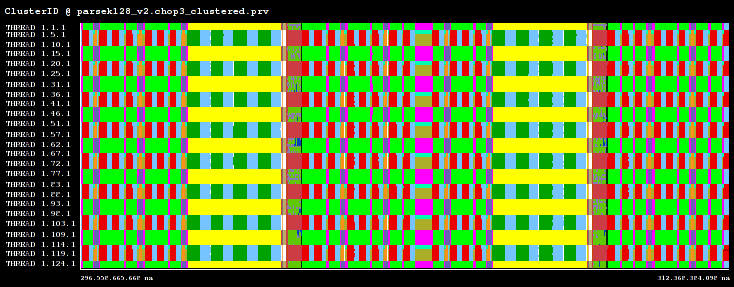 ClusterID @ parsek128_v2.chop3_clustered.prv
THREAD 1.1.1
THREAD 1.5.1
THREAD 1.10.1
THREAD 1.15.1
THREAD 1.20.1
THREAD 1.25.1
THREAD 1.31.1
THREAD 1.36.1
THREAD 1.41.1
THREAD 1.46.1
THREAD 1.51.1
THREAD 1.57.1
THREAD 1.62.1
THREAD 1.67.1
THREAD 1.72.1
THREAD 1.77.1
THREAD 1.83.1
THREAD 1.88.1
THREAD 1.93.1
THREAD 1.98.1
THREAD 1.103.1
THREAD 1.109.1
THREAD 1.114.1
THREAD 1.119.1
THREAD 1.124.1